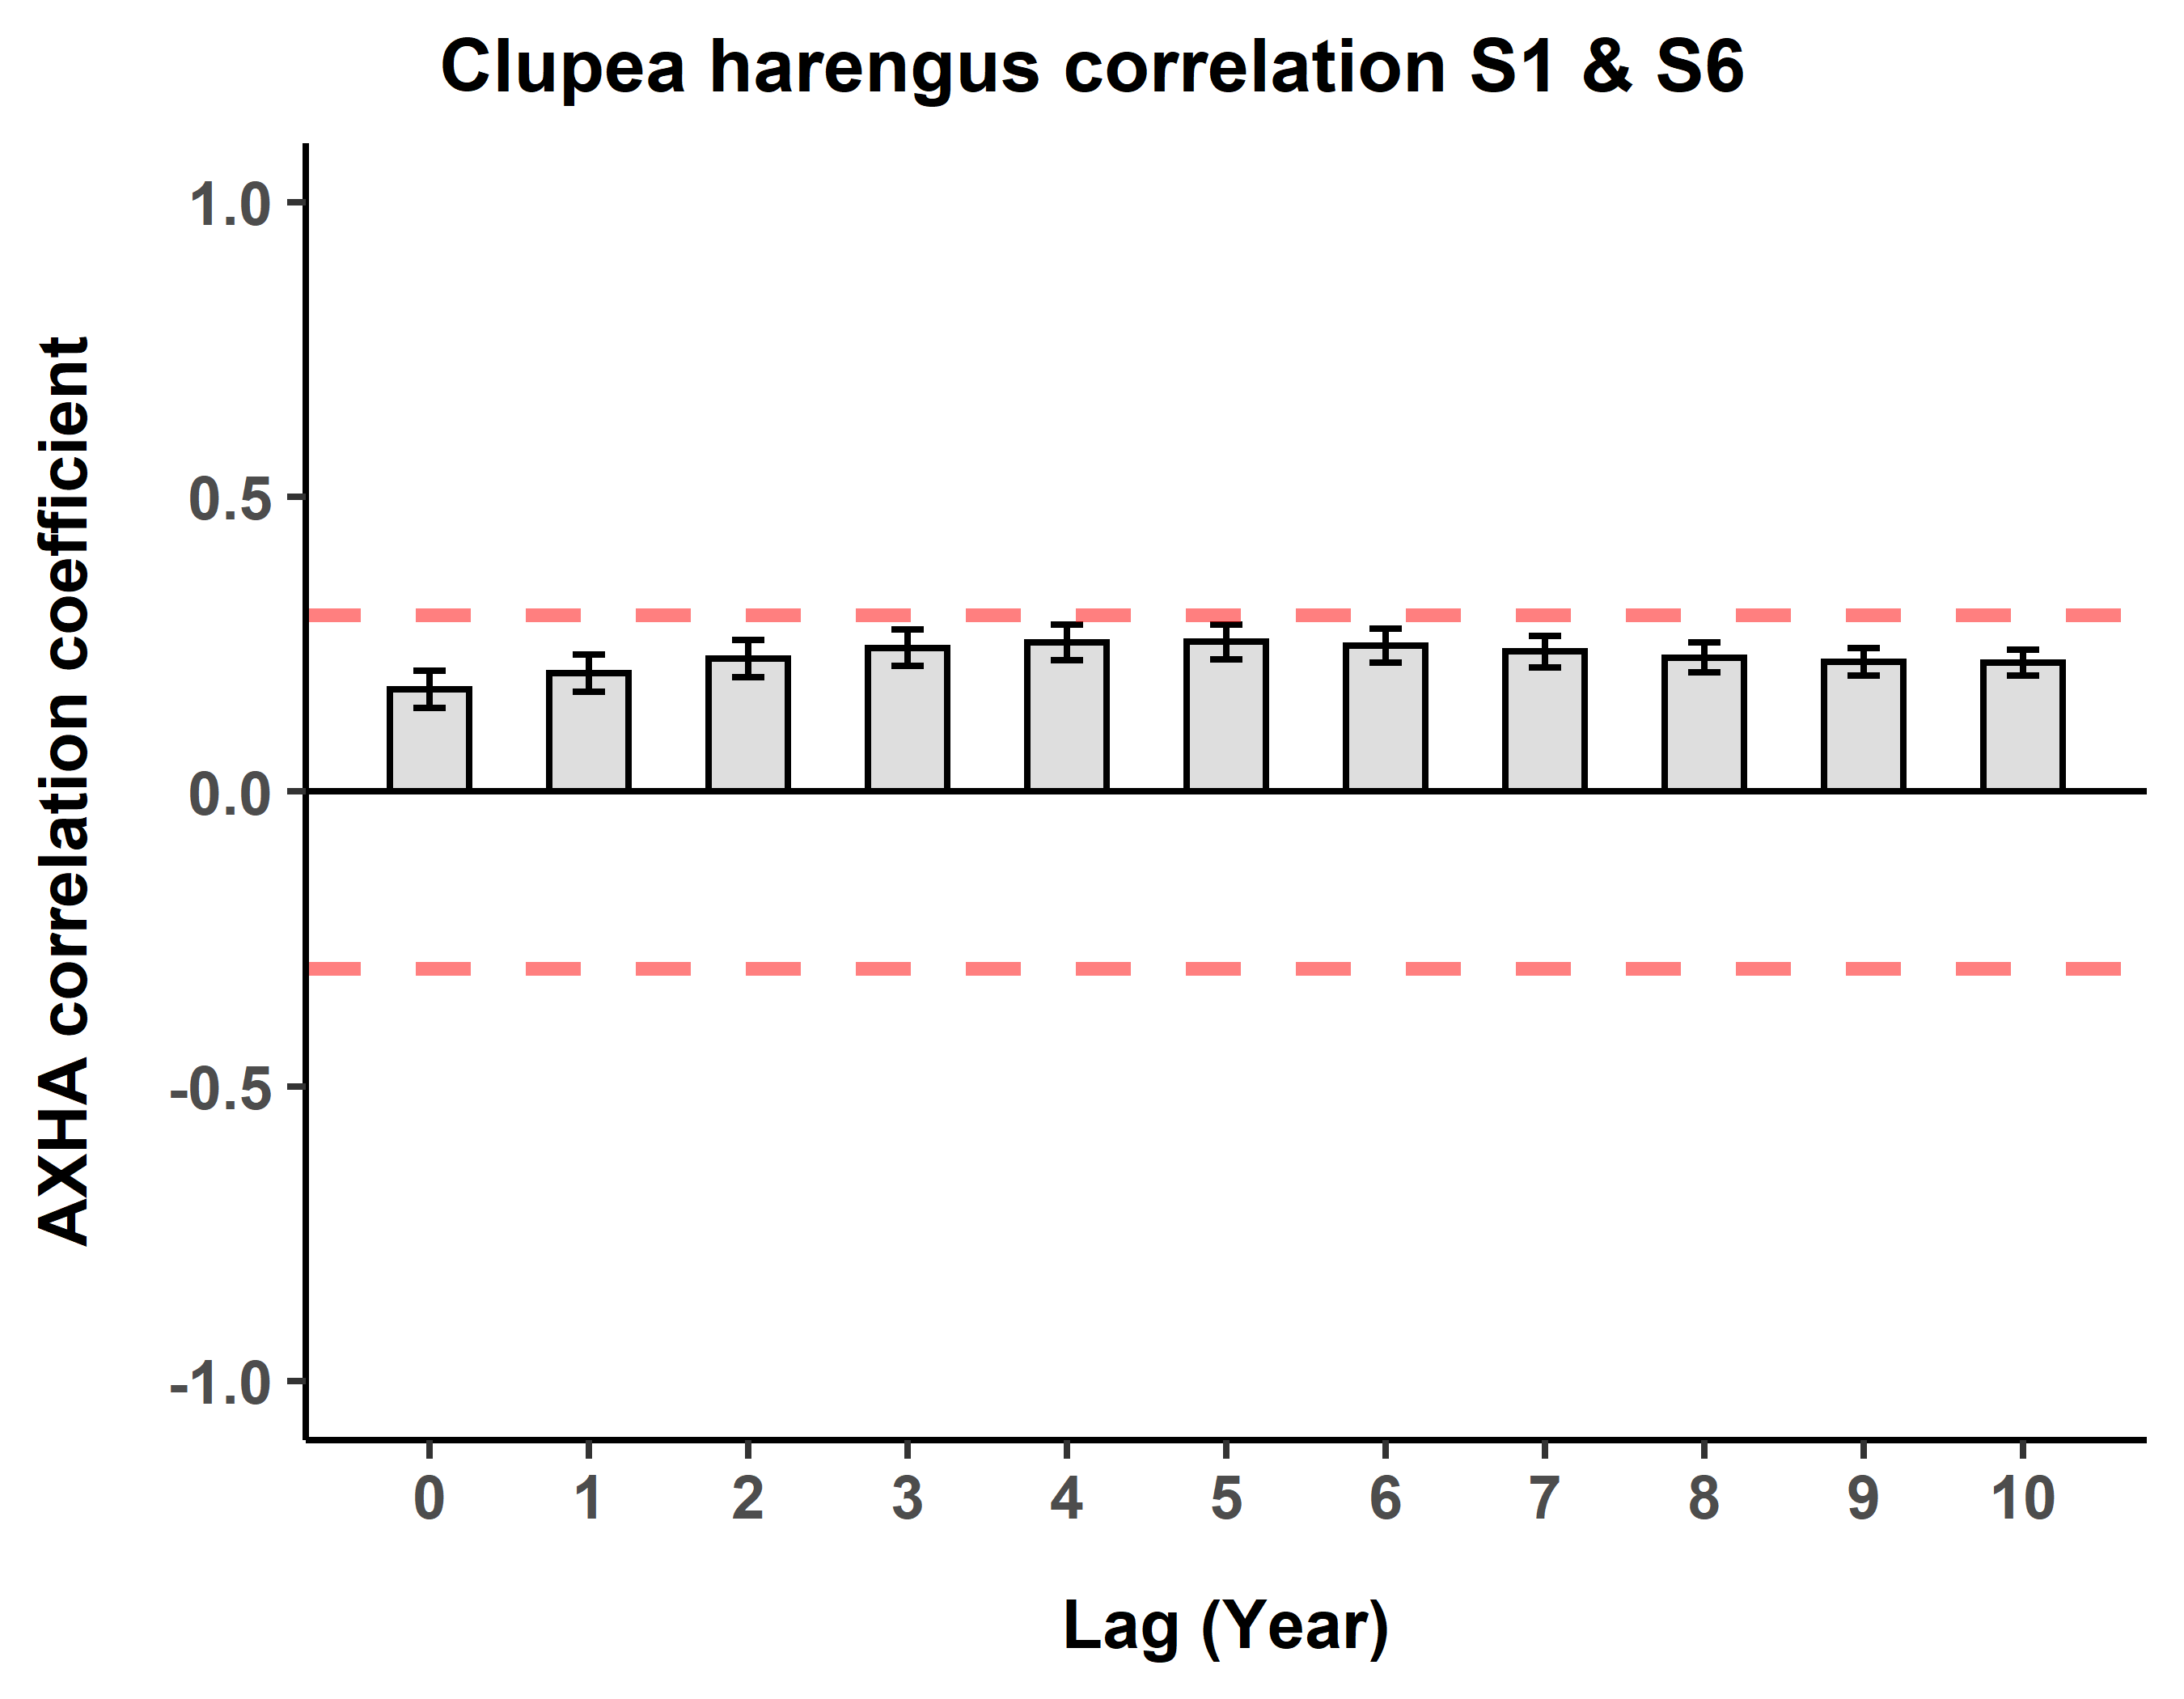 Clupea harengus correlation S1 & S6
AXHA correlation coefficient
1.0
0.5
0.0
-0.5
-1.0
0 1 2 3 4 5 6 7 8 9 10
Lag (Year)